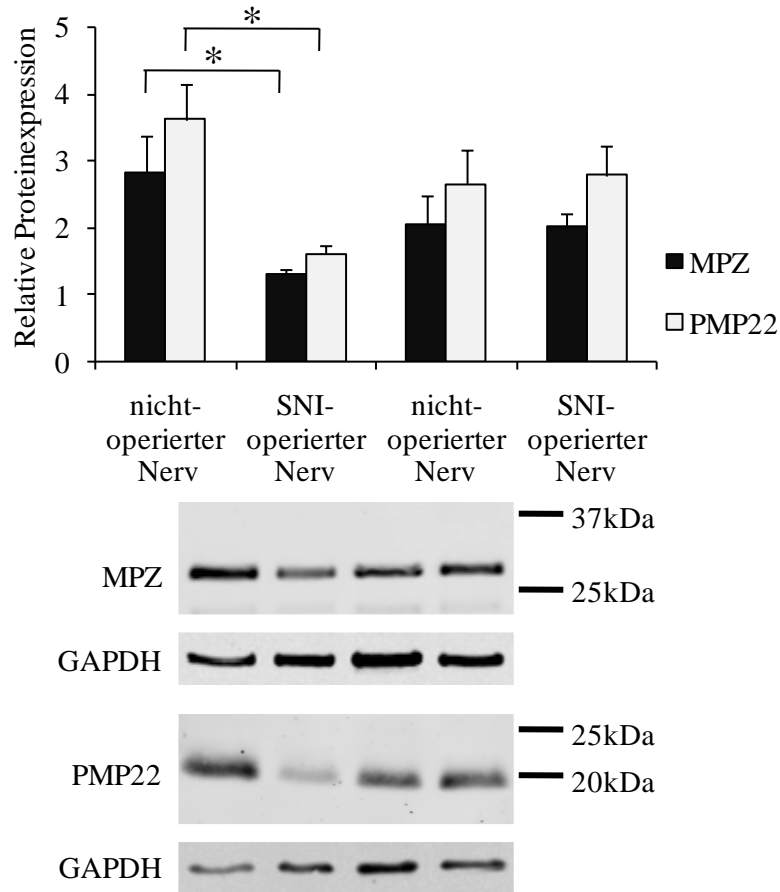 Relative Proteinexpression
5
4
3
2
1
0
*
*
MPZ
PMP22
nicht-
operierter
Nerv
SNI-
operierter
Nerv
nicht-
operierter
Nerv
SNI-
operierter
Nerv
37kDa
MPZ
25kDa
GAPDH
25kDa
PMP22
20kDa
GAPDH